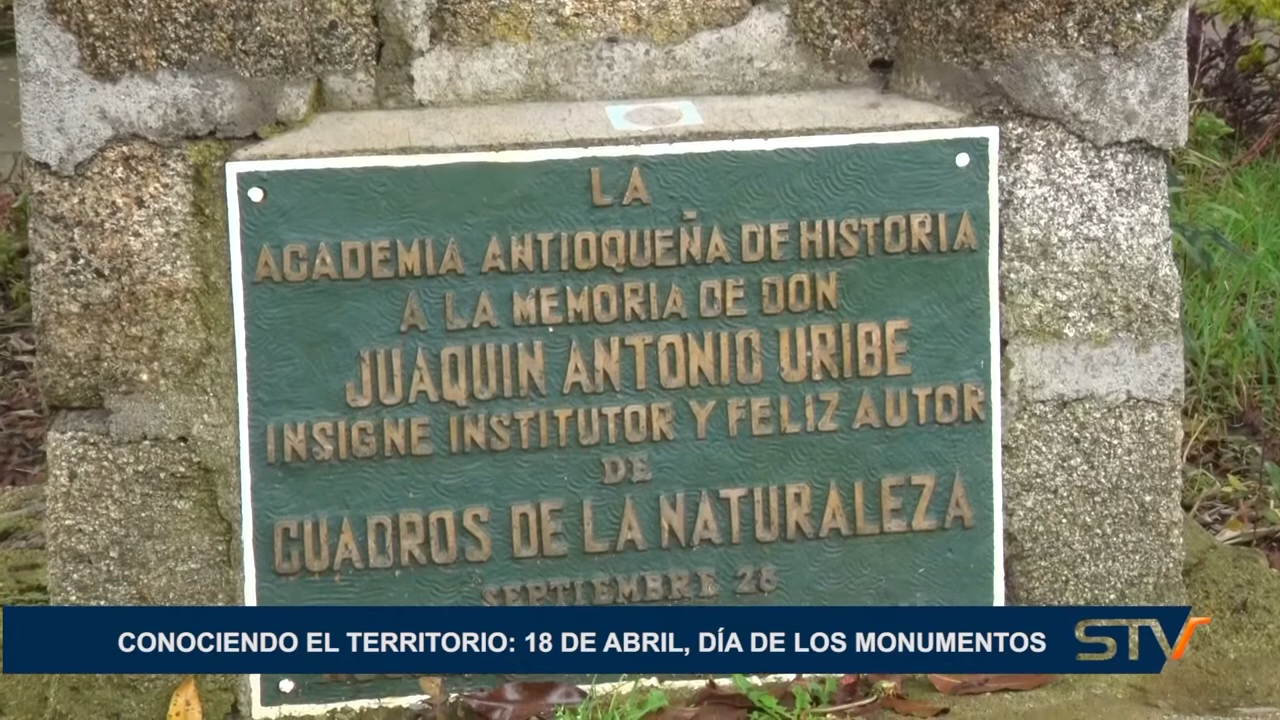 LA
ACADEMIA ANTIOQUEÑA DE HISTORIA
A LA MEMORIA DE DON
JUAQUIN ANTONIO URIBE
INSIGNE INSTITUTOR Y FELIZ AUTOR
DE
CUADROS DE LA NATURALEZA
SEPTIEMBRE 28
CONOCIENDO EL TERRITORIO: 18 DE ABRIL, DÍA DE LOS MONUMENTOS
STV